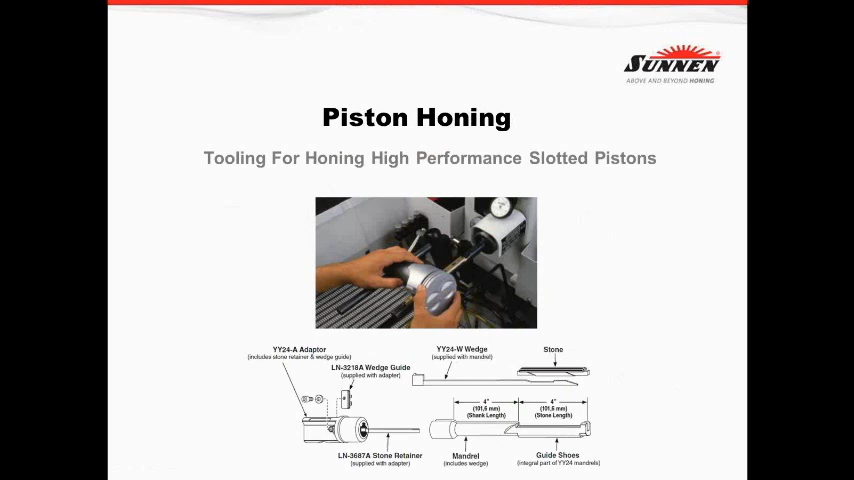 SUNNEN
ABOVE AND BEYOND HONING
Piston Honing
Tooling For Honing High Performance Slotted Pistons
YY24-A Adaptor
(includes stone retainer & wedge guide)
LN-3218A Wedge Guide
(supplied with adapter)
YY24-W Wedge
(supplied with mandrel)
Stone
4"
(101,6 mm)
(Shank Length)
4"
(101,6 mm)
(Stone Length)
LN-3687A Stone Retainer
(supplied with adapter)
Mandrel
(includes wedge)
Guide Shoes
(integral part of YY24 mandrels)